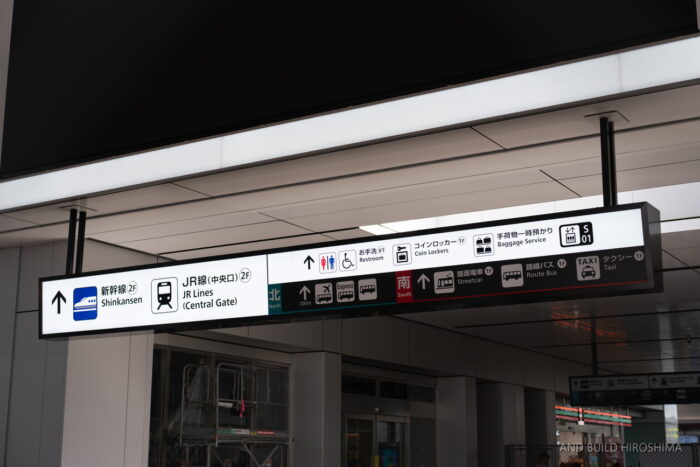 新幹線 2F
Shinkansen
JR線(中央口) 2F
JR Lines
(Central Gate)
お手洗
Restroom
コインロッカー 1F
Coin Lockers
手荷物一時預かり
Baggage Service
S
01
北
200m
Express
南
South
路面電車 1F
Streetcar
路線バス 1F
Route Bus
TAXI
タクシー
Taxi
AND BUILD HIROSHIMA